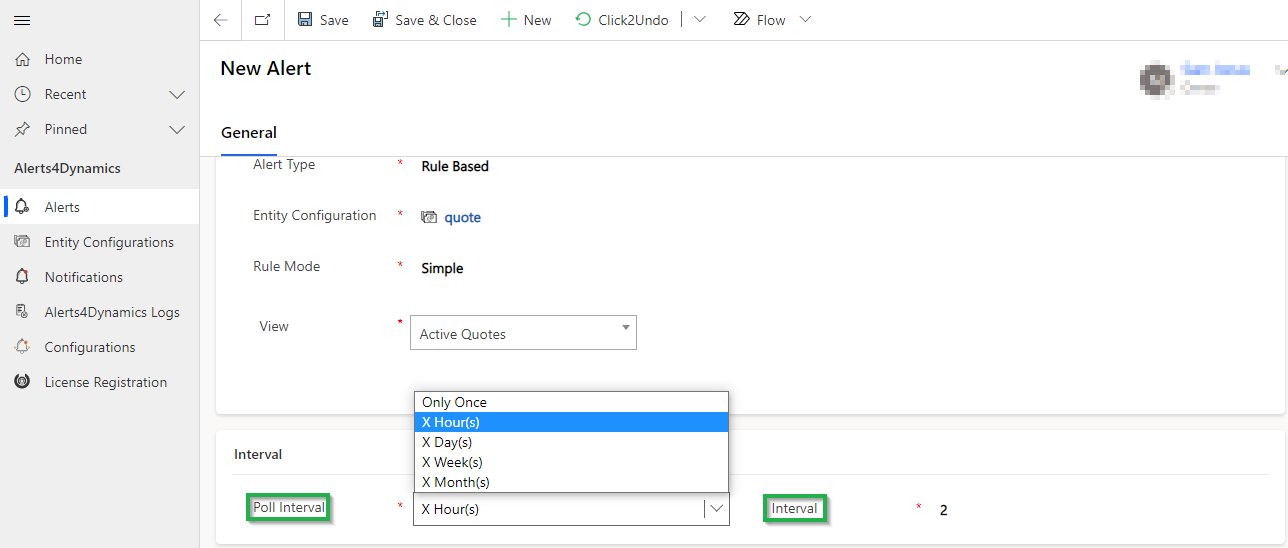 Save
Save & Close
New
Click2Undo
Flow
Home
Recent
Pinned
Alerts4Dynamics
Alerts
Entity Configurations
Notifications
Alerts4Dynamics Logs
Configurations
License Registration
New Alert
General
Alert Type * Rule Based
Entity Configuration * quote
Rule Mode * Simple
View * Active Quotes
Only Once
X Hour(s)
X Day(s)
X Week(s)
X Month(s)
Interval
Poll Interval * X Hour(s) Interval * 2